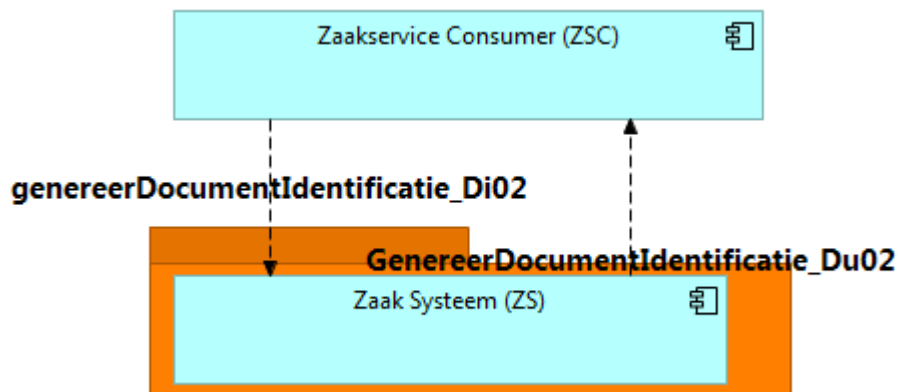 Zaakservice Consumer (ZSC)
genereerDocumentIdentificatie_Di02
GenereerDocumentIdentificatie_Du02
Zaak Systeem (ZS)